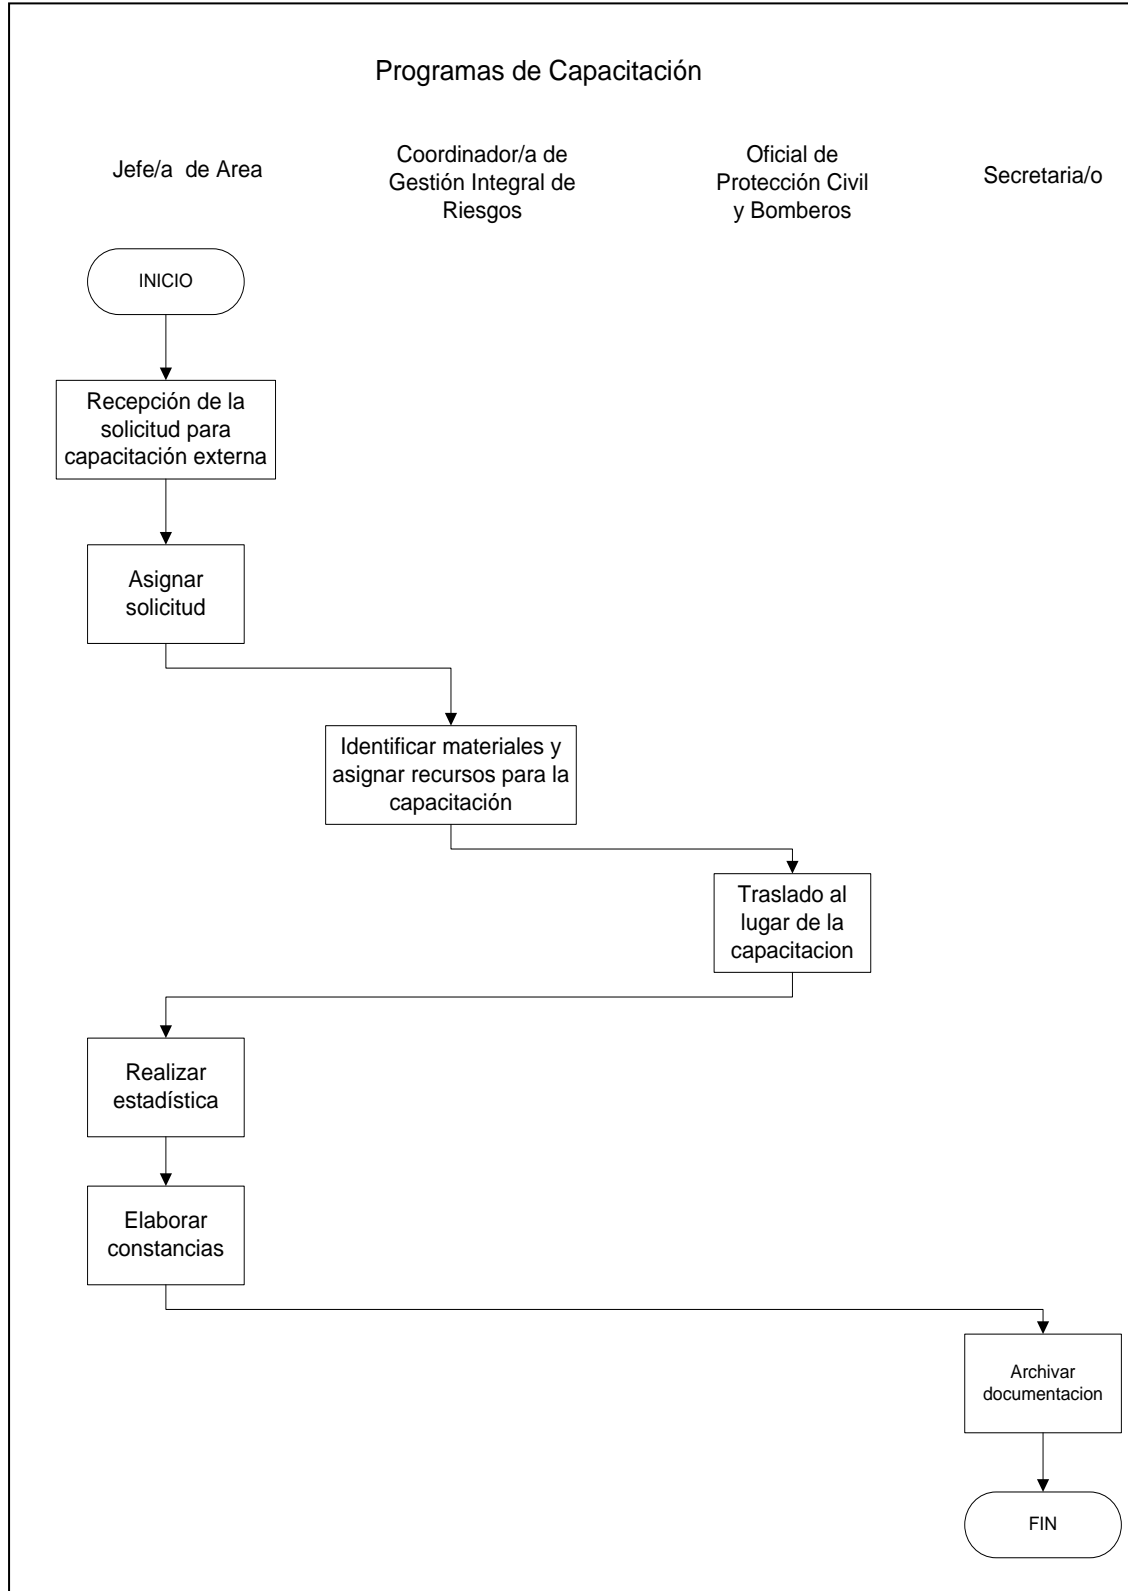 Programas de Capacitación
Jefe/a de Area
Coordinador/a de
Gestión Integral de
Riesgos
Oficial de
Protección Civil
y Bomberos
Secretaria/o
INICIO
Recepción de la
solicitud para
capacitación externa
Asignar
solicitud
Identificar materiales y
asignar recursos para la
capacitación
Traslado al
lugar de la
capacitacion
Realizar
estadística
Elaborar
constancias
Archivar
documentacion
FIN